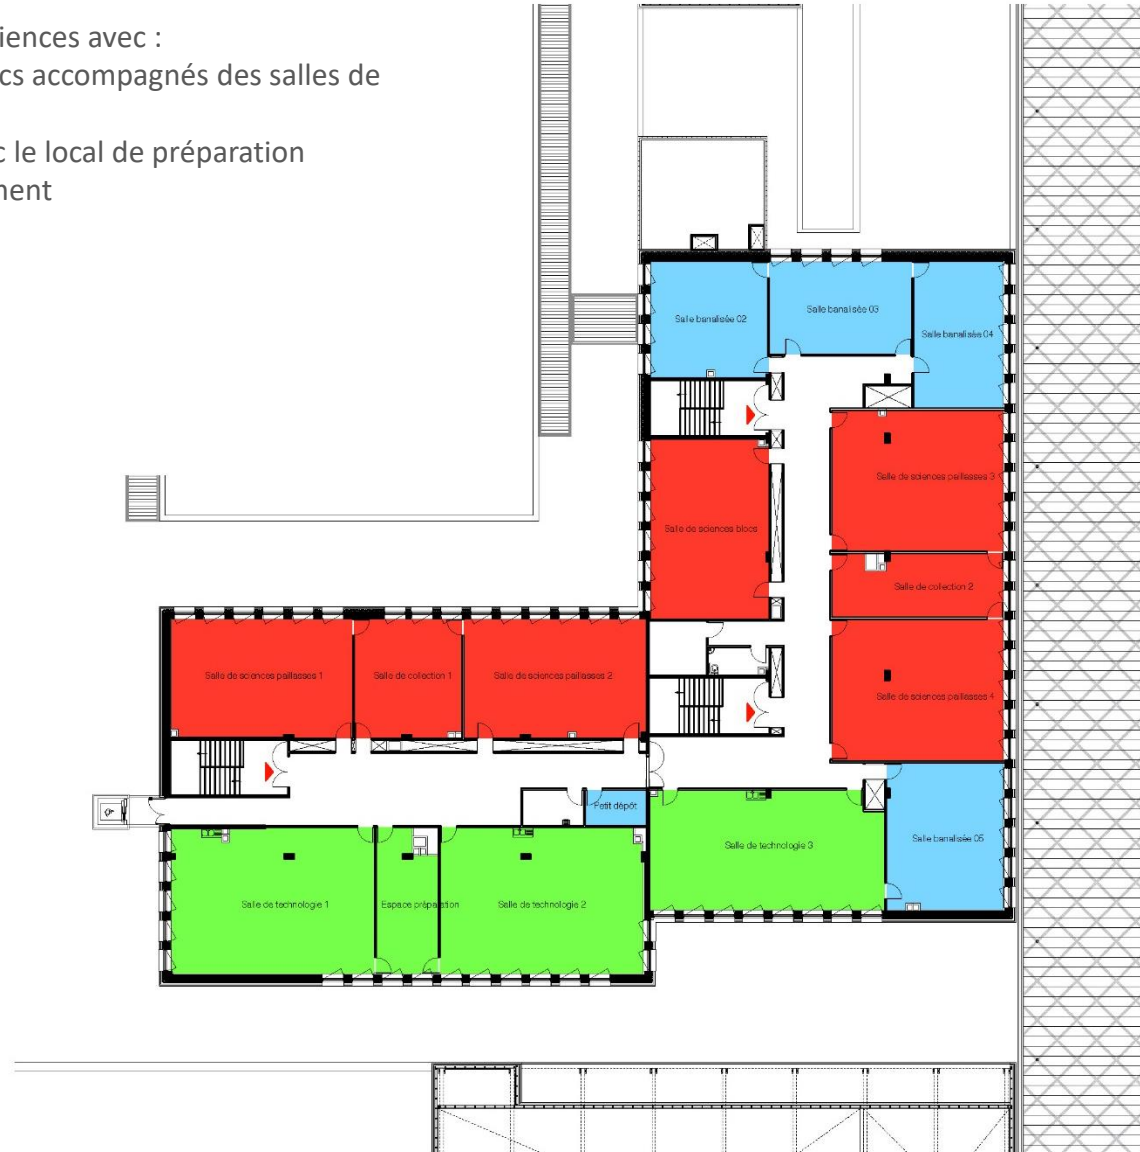 iences avec :
cs accompagnés des salles de
c le local de préparation
nent
Salle banalisée 02
Salle banalisée 03
Salle banalisée 04
Salle de sciences paillasses 3
Salle de sciences blocs
Salle de collection 2
Salle de sciences paillasses 1
Salle de collection 1
Salle de sciences paillasses 2
Salle de sciences paillasses 4
Petit dépôt
Salle de technologie 3
Salle banalisée 05
Salle de technologie 1
Espace préparation
Salle de technologie 2